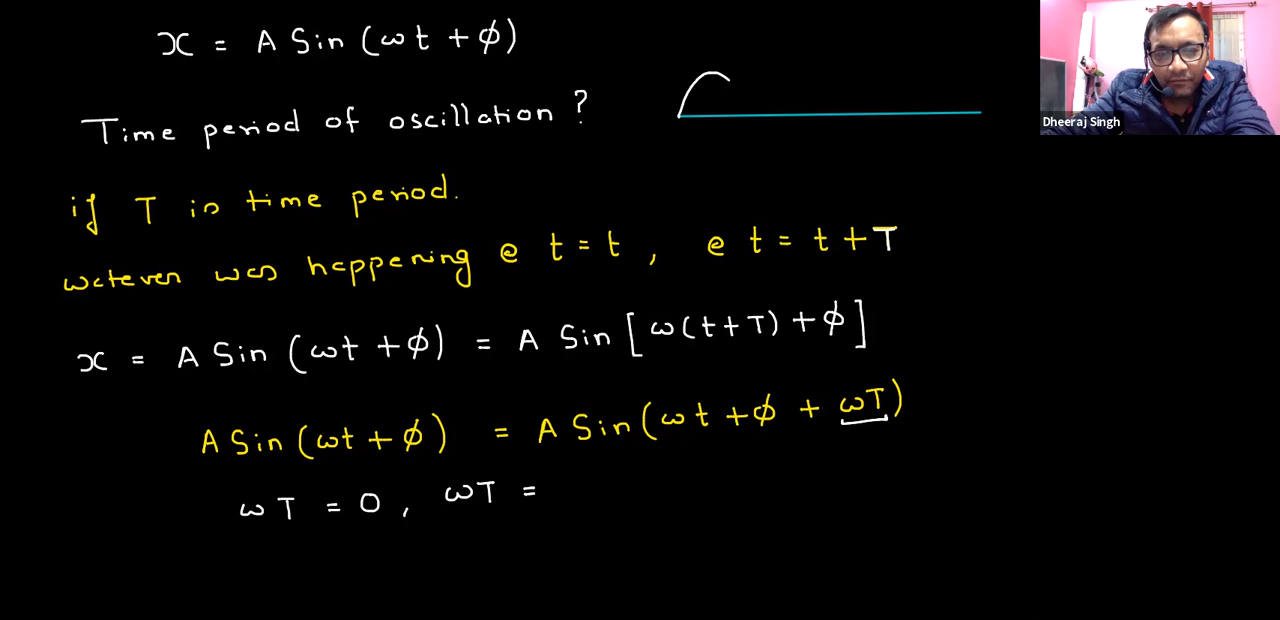 x = A Sin (ωt + ϕ)
Time period of oscillation ?
Dheeraj Singh
if T is time period.
watever was happening @ t = t , @ t = t + T
x = A Sin (ωt + ϕ) = A Sin [ω(t+T) + ϕ]
A Sin (ωt + ϕ) = A Sin (ωt + ϕ + ωT)
ωT = 0 , ωT =